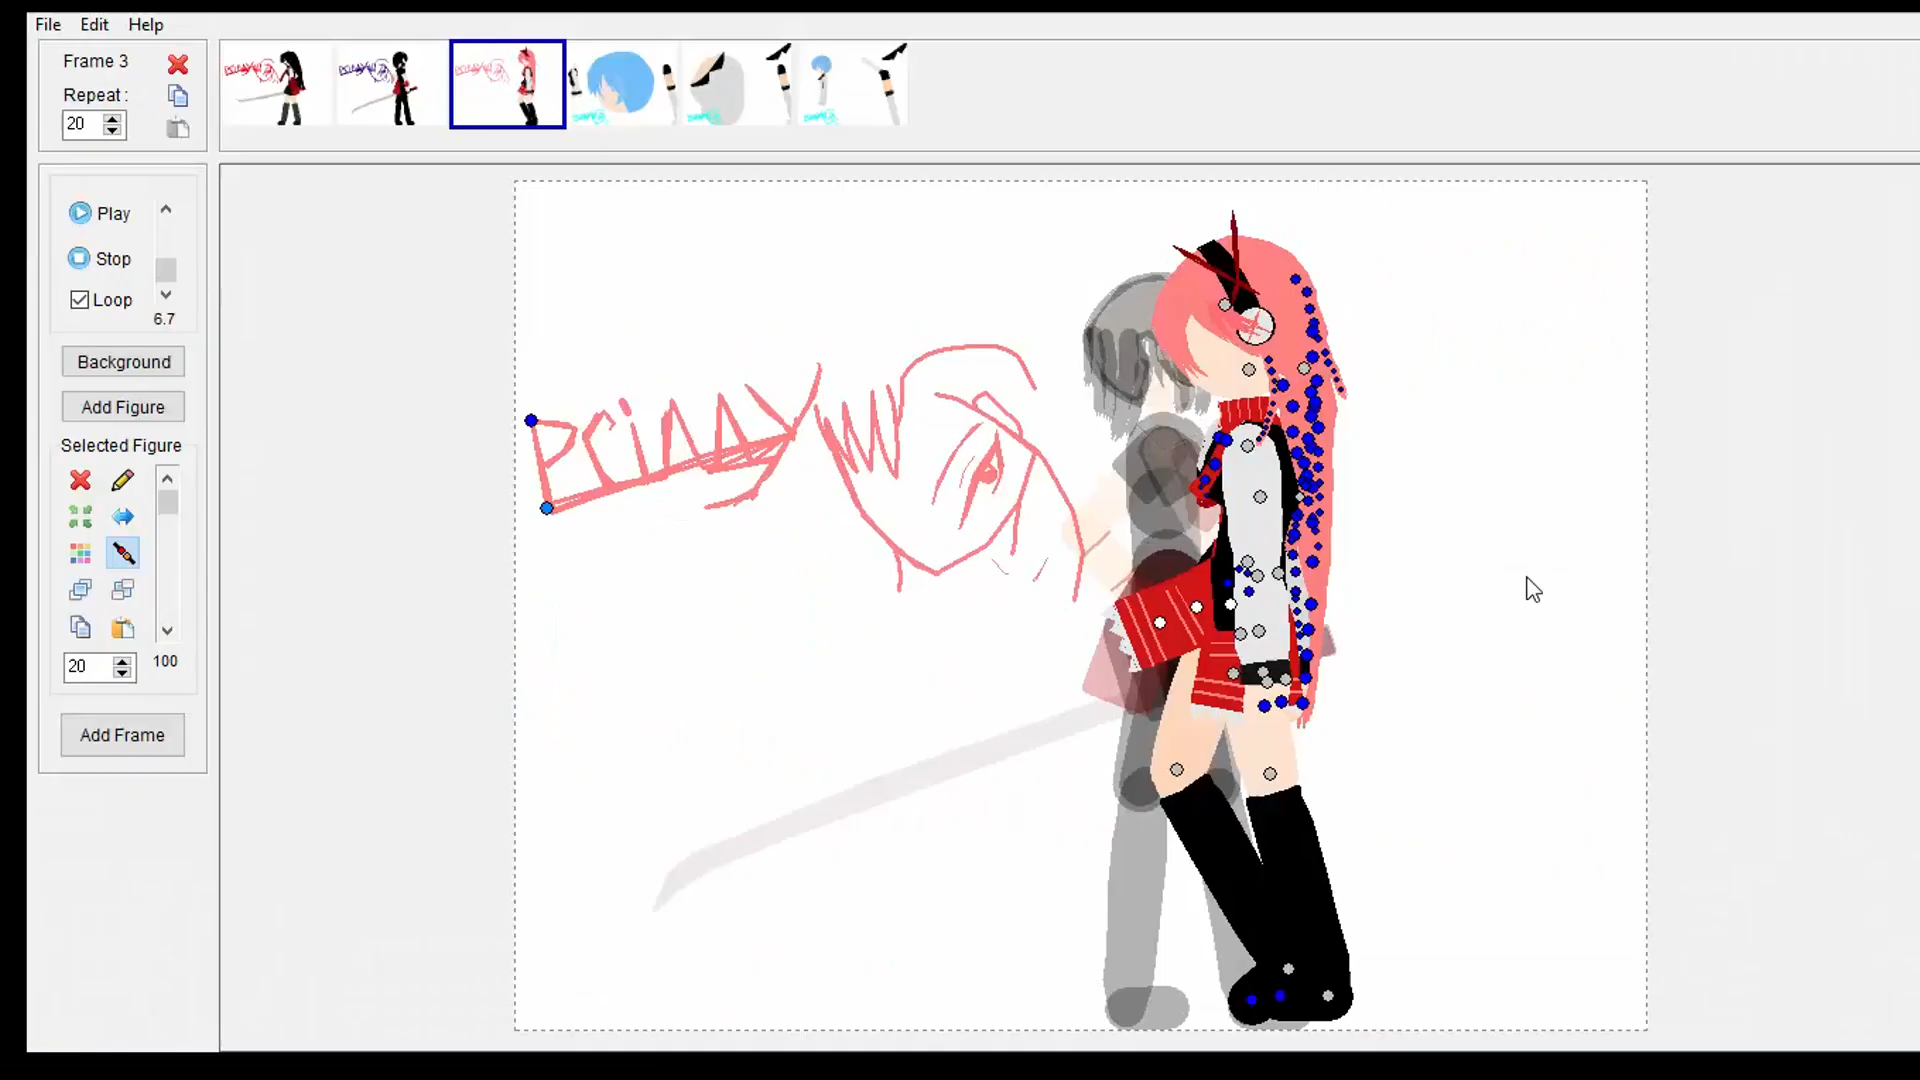 File Edit Help
Frame 3
Repeat :
20
Play
Stop
Loop
6.7
Background
Add Figure
Selected Figure
20 100
Add Frame